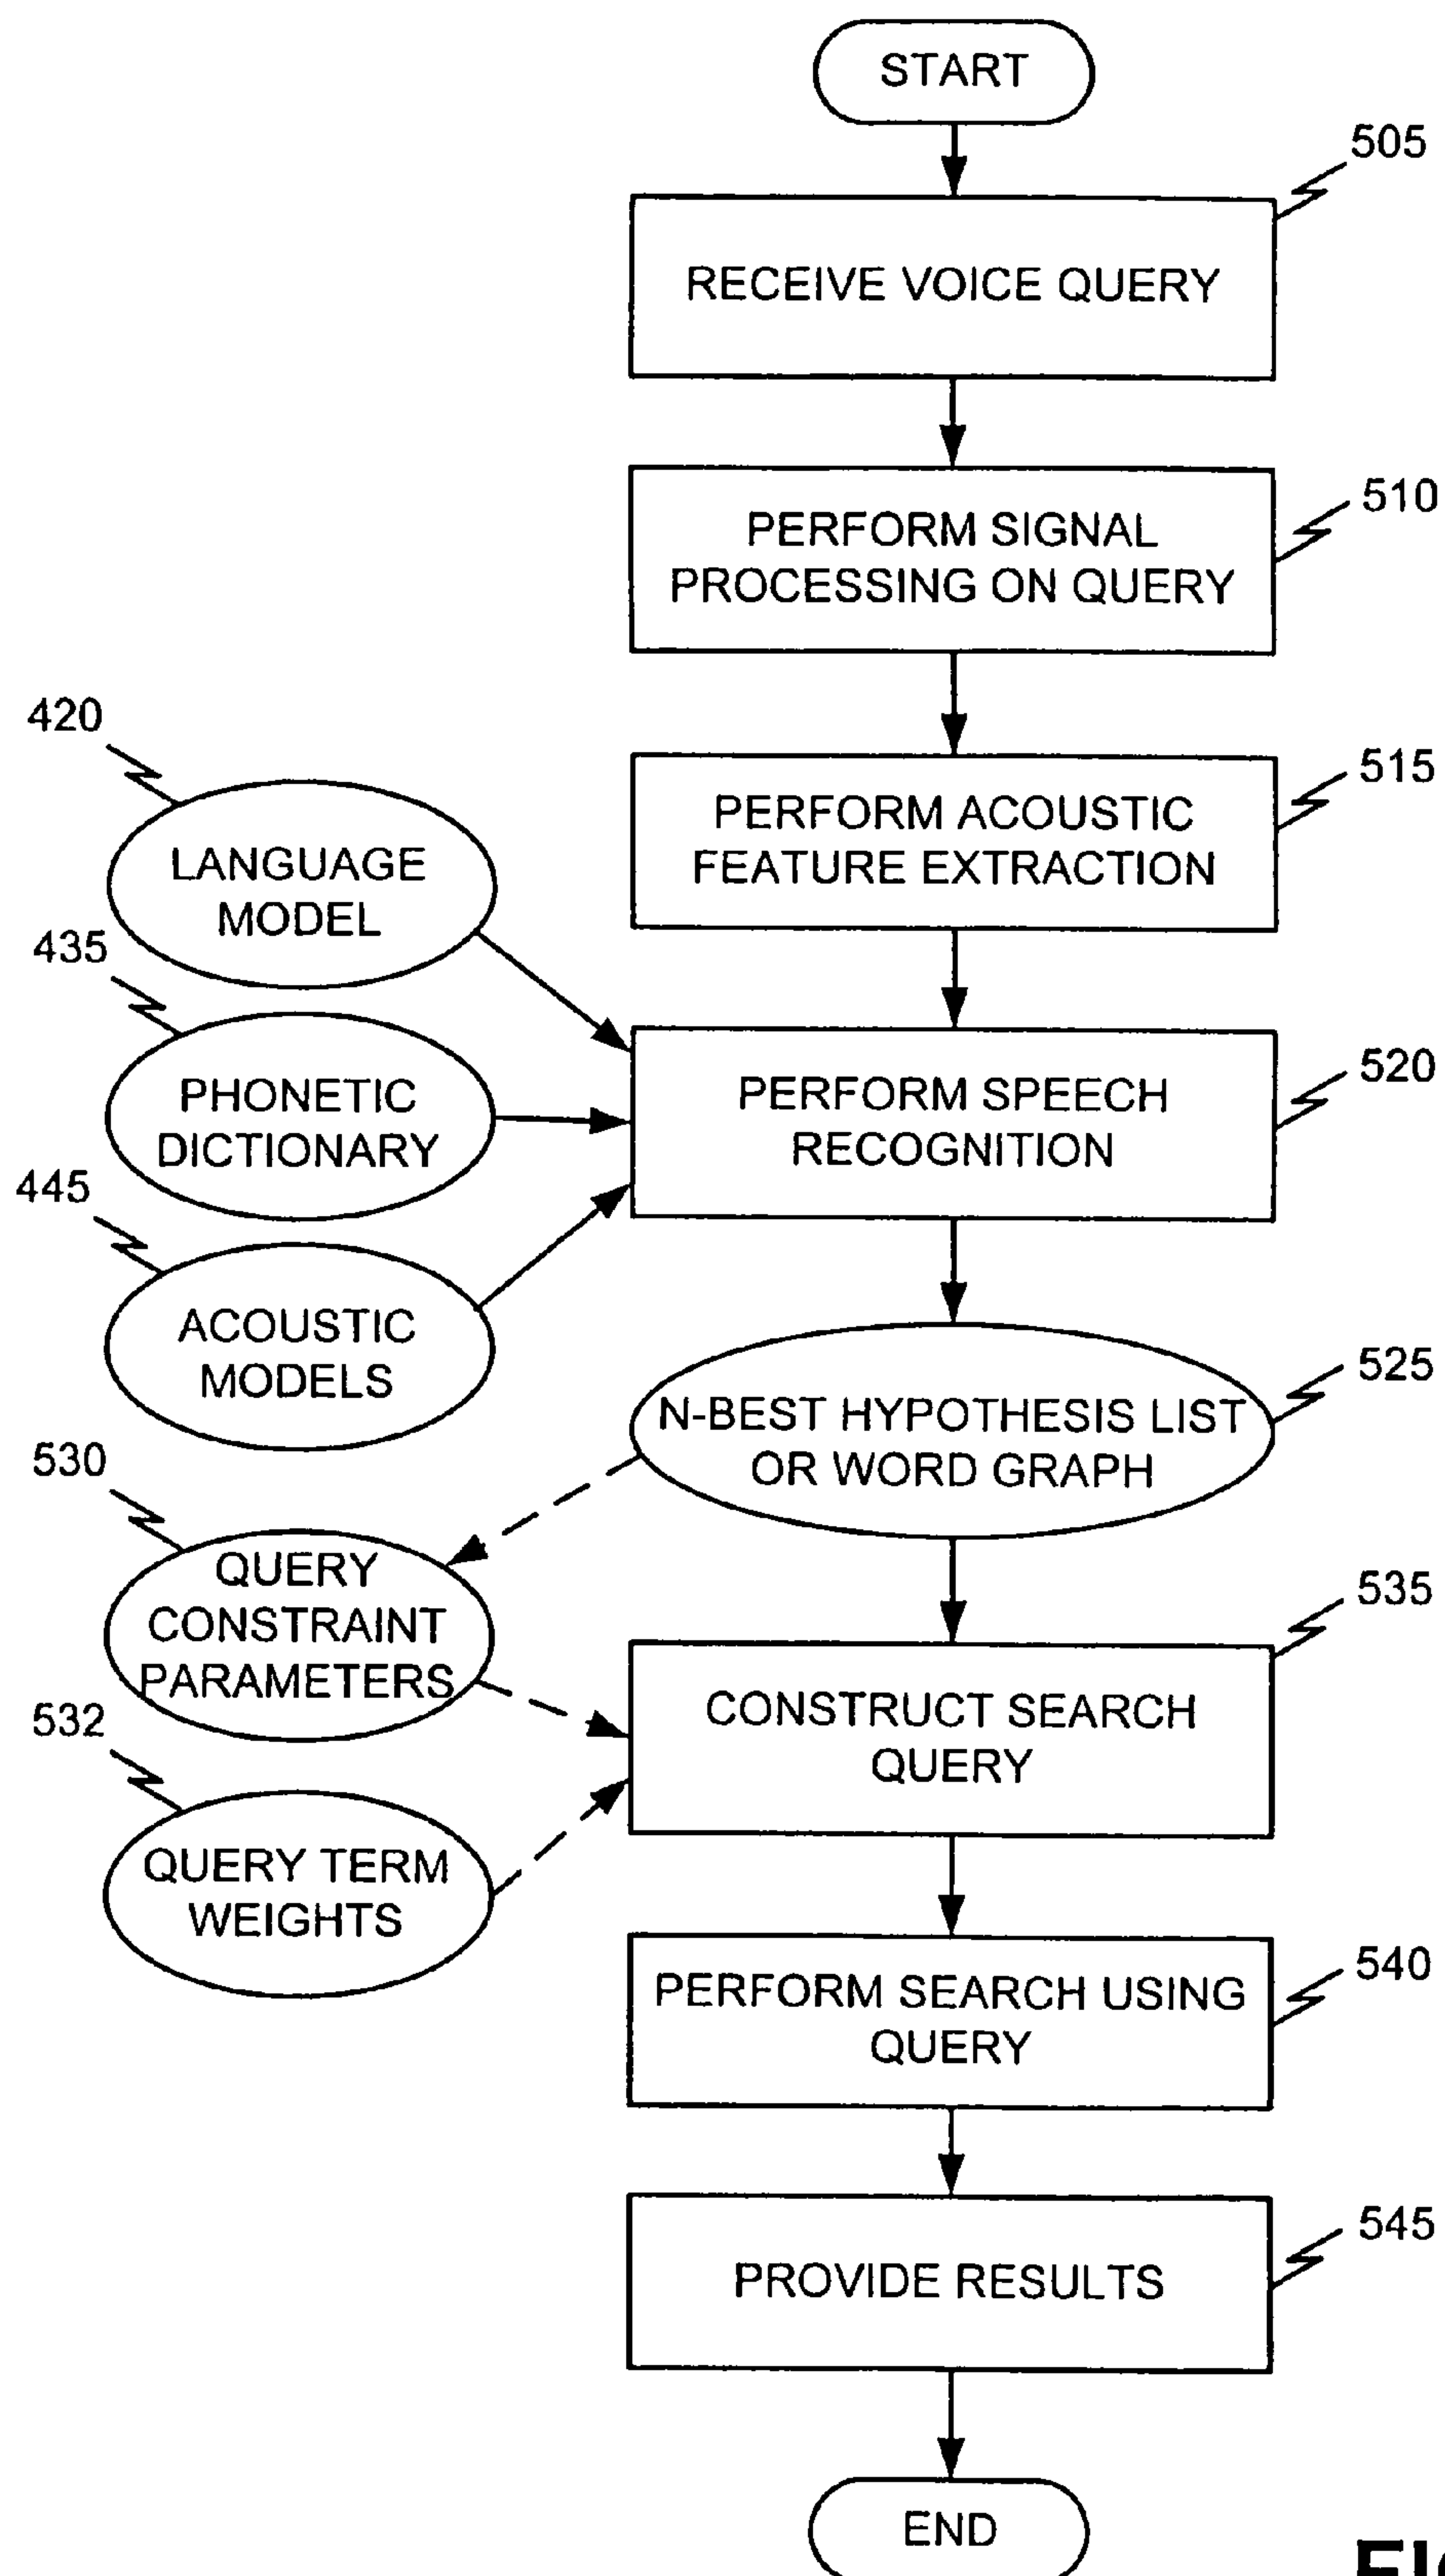 START
505
RECEIVE VOICE QUERY
510
PERFORM SIGNAL
PROCESSING ON QUERY
420
515
PERFORM ACOUSTIC
FEATURE EXTRACTION
LANGUAGE
MODEL
435
520
PERFORM SPEECH
RECOGNITION
PHONETIC
DICTIONARY
445
ACOUSTIC
MODELS
525
N-BEST HYPOTHESIS LIST
OR WORD GRAPH
530
QUERY
CONSTRAINT
PARAMETERS
535
CONSTRUCT SEARCH
QUERY
532
QUERY TERM
WEIGHTS
540
PERFORM SEARCH USING
QUERY
545
PROVIDE RESULTS
END